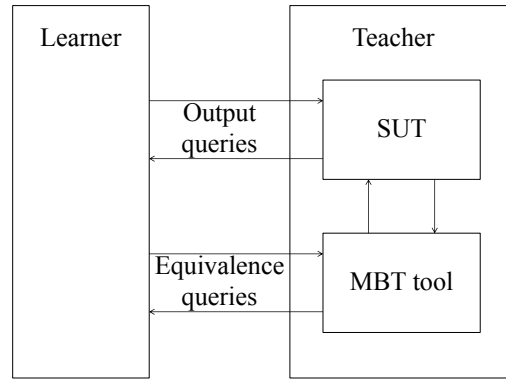 Learner
Teacher
Output
queries
SUT
Equivalence
queries
MBT tool